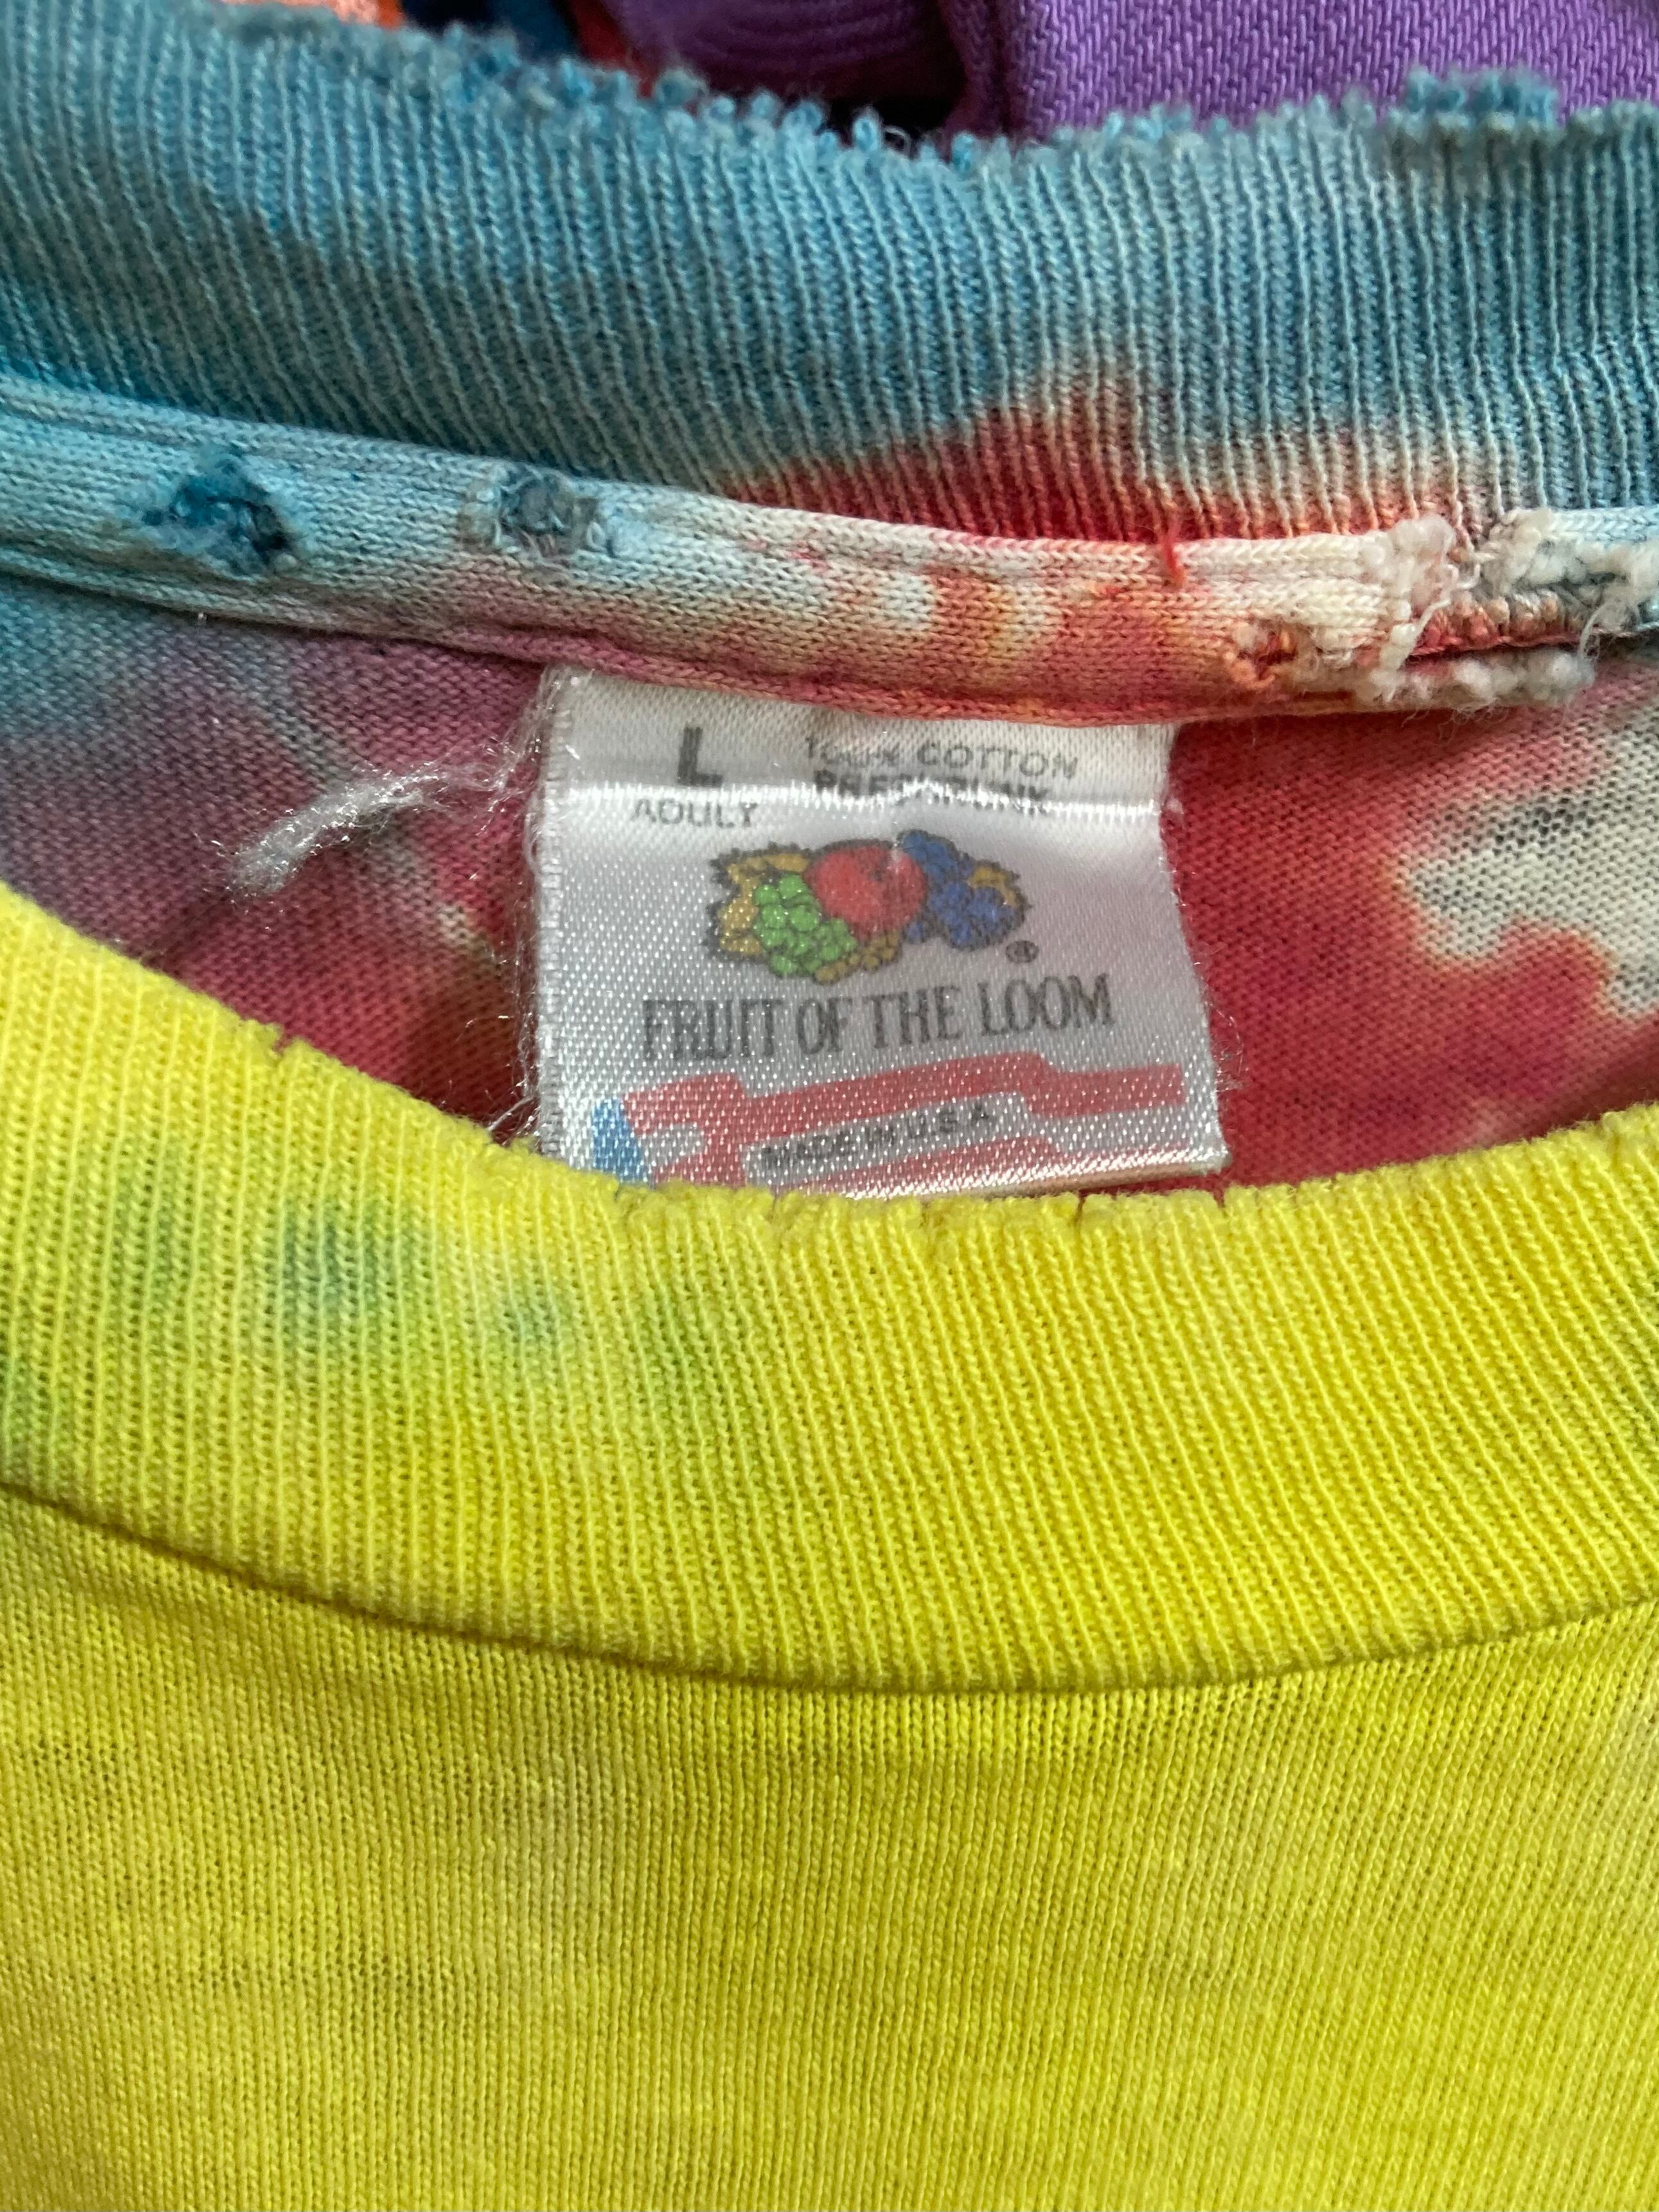 L
ADULT
100% COTTON
PRESHRUNK
®
FRUIT OF THE LOOM
MADE IN U.S.A